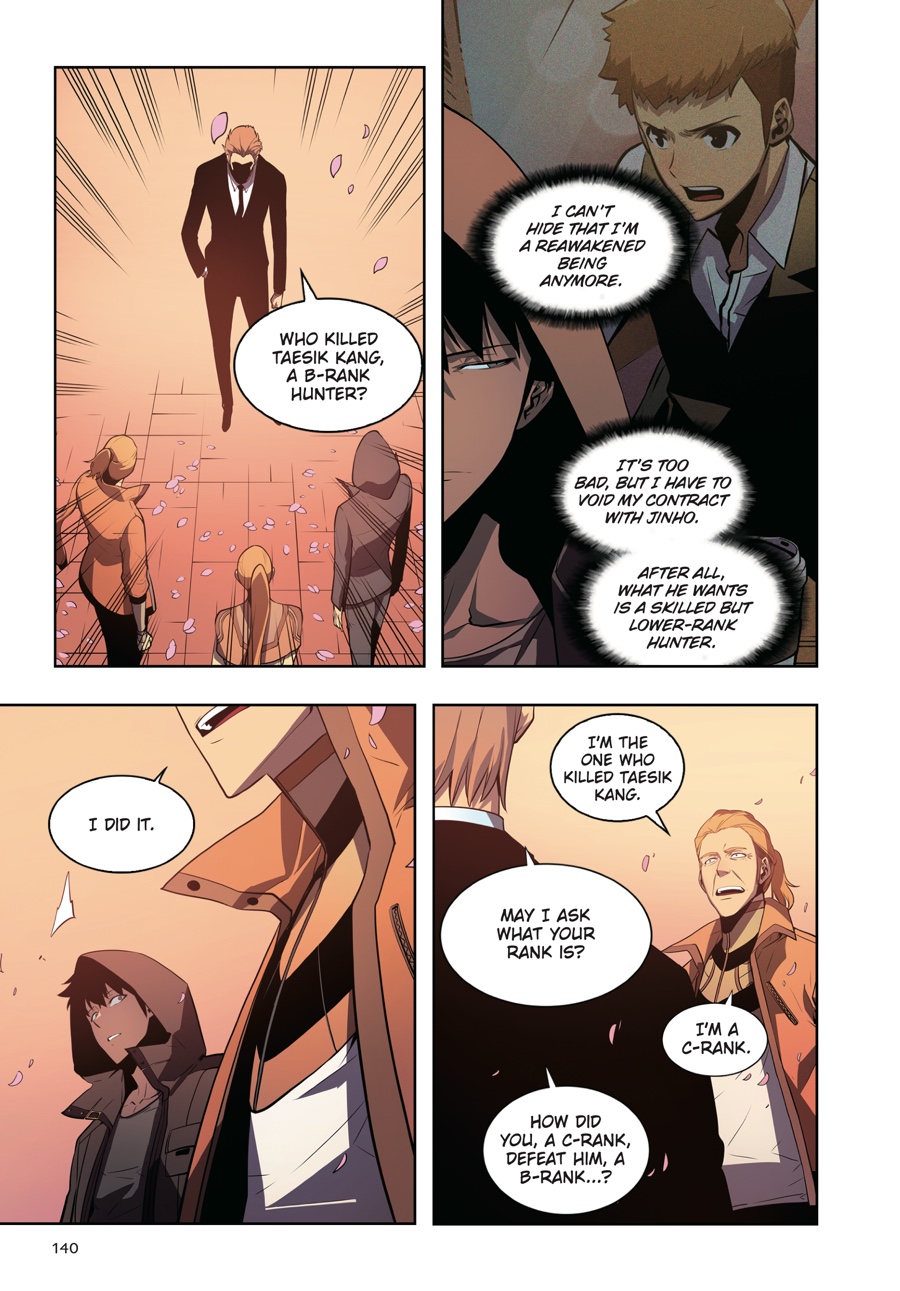 WHO KILLED
TAESIK KANG,
A B-RANK
HUNTER?
I CAN'T
HIDE THAT I'M
A REAWAKENED
BEING
ANYMORE.
IT'S TOO
BAD, BUT I HAVE TO
VOID MY CONTRACT
WITH JINHO.
AFTER ALL,
WHAT HE WANTS
IS A SKILLED BUT
LOWER-RANK
HUNTER.
I DID IT.
I'M THE
ONE WHO
KILLED TAESIK
KANG.
MAY I ASK
WHAT YOUR
RANK IS?
I'M A
C-RANK.
HOW DID
YOU, A C-RANK,
DEFEAT HIM, A
B-RANK...?
140